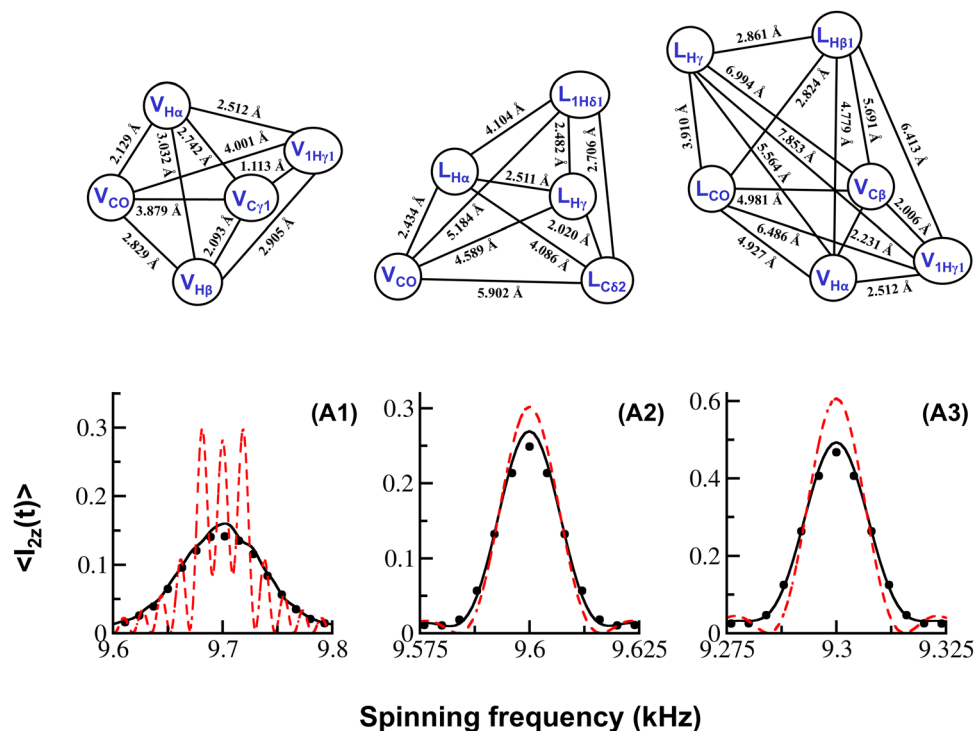 V_Hα
V_1Hγ1
V_CO
V_Cγ1
V_Hβ
2.129 Å
3.032 Å
2.742 Å
2.512 Å
4.001 Å
1.113 Å
3.879 Å
2.829 Å
2.093 Å
2.905 Å
L_1Hδ1
L_Hα
L_Hγ
V_CO
L_Cδ2
4.104 Å
2.482 Å
2.706 Å
2.511 Å
2.434 Å
5.184 Å
4.589 Å
2.020 Å
4.086 Å
5.902 Å
L_Hγ
L_Hβ1
L_CO
V_Cβ
V_Hα
V_1Hγ1
2.861 Å
6.994 Å
2.824 Å
3.910 Å
4.779 Å
5.691 Å
6.413 Å
7.853 Å
5.564 Å
4.981 Å
2.006 Å
6.486 Å
2.231 Å
4.927 Å
2.512 Å
(A1)
0.3
0.2
0.1
0
9.6
9.7
9.8
(A2)
0.3
0.2
0.1
0
9.575
9.6
9.625
(A3)
0.6
0.4
0.2
0
9.275
9.3
9.325
<I_2z(t)>
Spinning frequency (kHz)